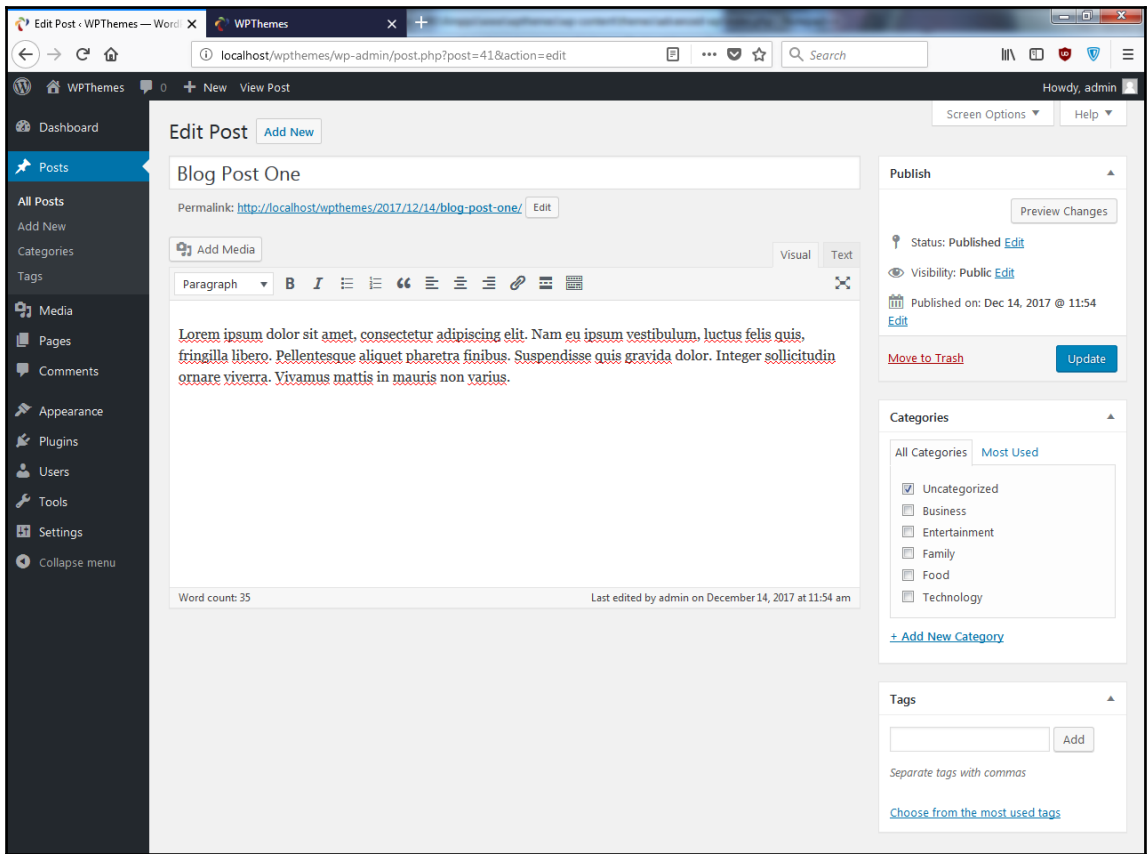 Edit Post ‹ WPThemes — Word
WPThemes
localhost/wpthemes/wp-admin/post.php?post=41&action=edit
Search
WPThemes
0
New
View Post
Howdy, admin
Screen Options
Help
Dashboard
Posts
All Posts
Add New
Categories
Tags
Media
Pages
Comments
Appearance
Plugins
Users
Tools
Settings
Collapse menu
Edit Post
Add New
Blog Post One
Permalink: http://localhost/wpthemes/2017/12/14/blog-post-one/ Edit
Add Media
Visual
Text
Paragraph
Lorem ipsum dolor sit amet, consectetur adipiscing elit. Nam eu ipsum vestibulum, luctus felis quis,
fringilla libero. Pellentesque aliquet pharetra finibus. Suspendisse quis gravida dolor. Integer sollicitudin
ornare viverra. Vivamus mattis in mauris non varius.
Word count: 35
Last edited by admin on December 14, 2017 at 11:54 am
Publish
Preview Changes
Status: Published Edit
Visibility: Public Edit
Published on: Dec 14, 2017 @ 11:54
Edit
Move to Trash
Update
Categories
All Categories
Most Used
Uncategorized
Business
Entertainment
Family
Food
Technology
+ Add New Category
Tags
Add
Separate tags with commas
Choose from the most used tags